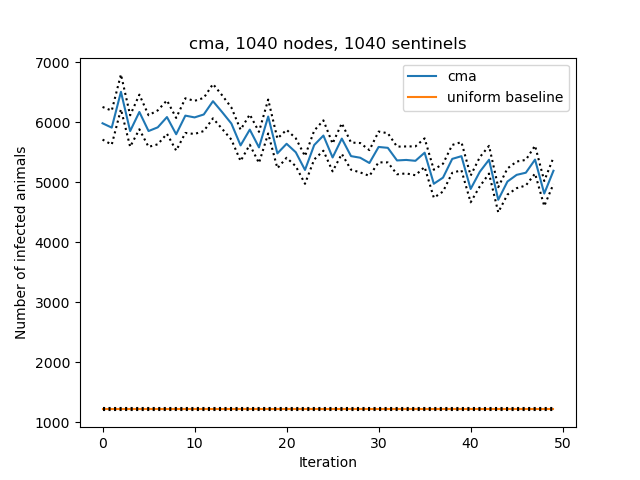 cma, 1040 nodes, 1040 sentinels
7000
6000
5000
4000
3000
2000
1000
Number of infected animals
cma
uniform baseline
0 10 20 30 40 50
Iteration